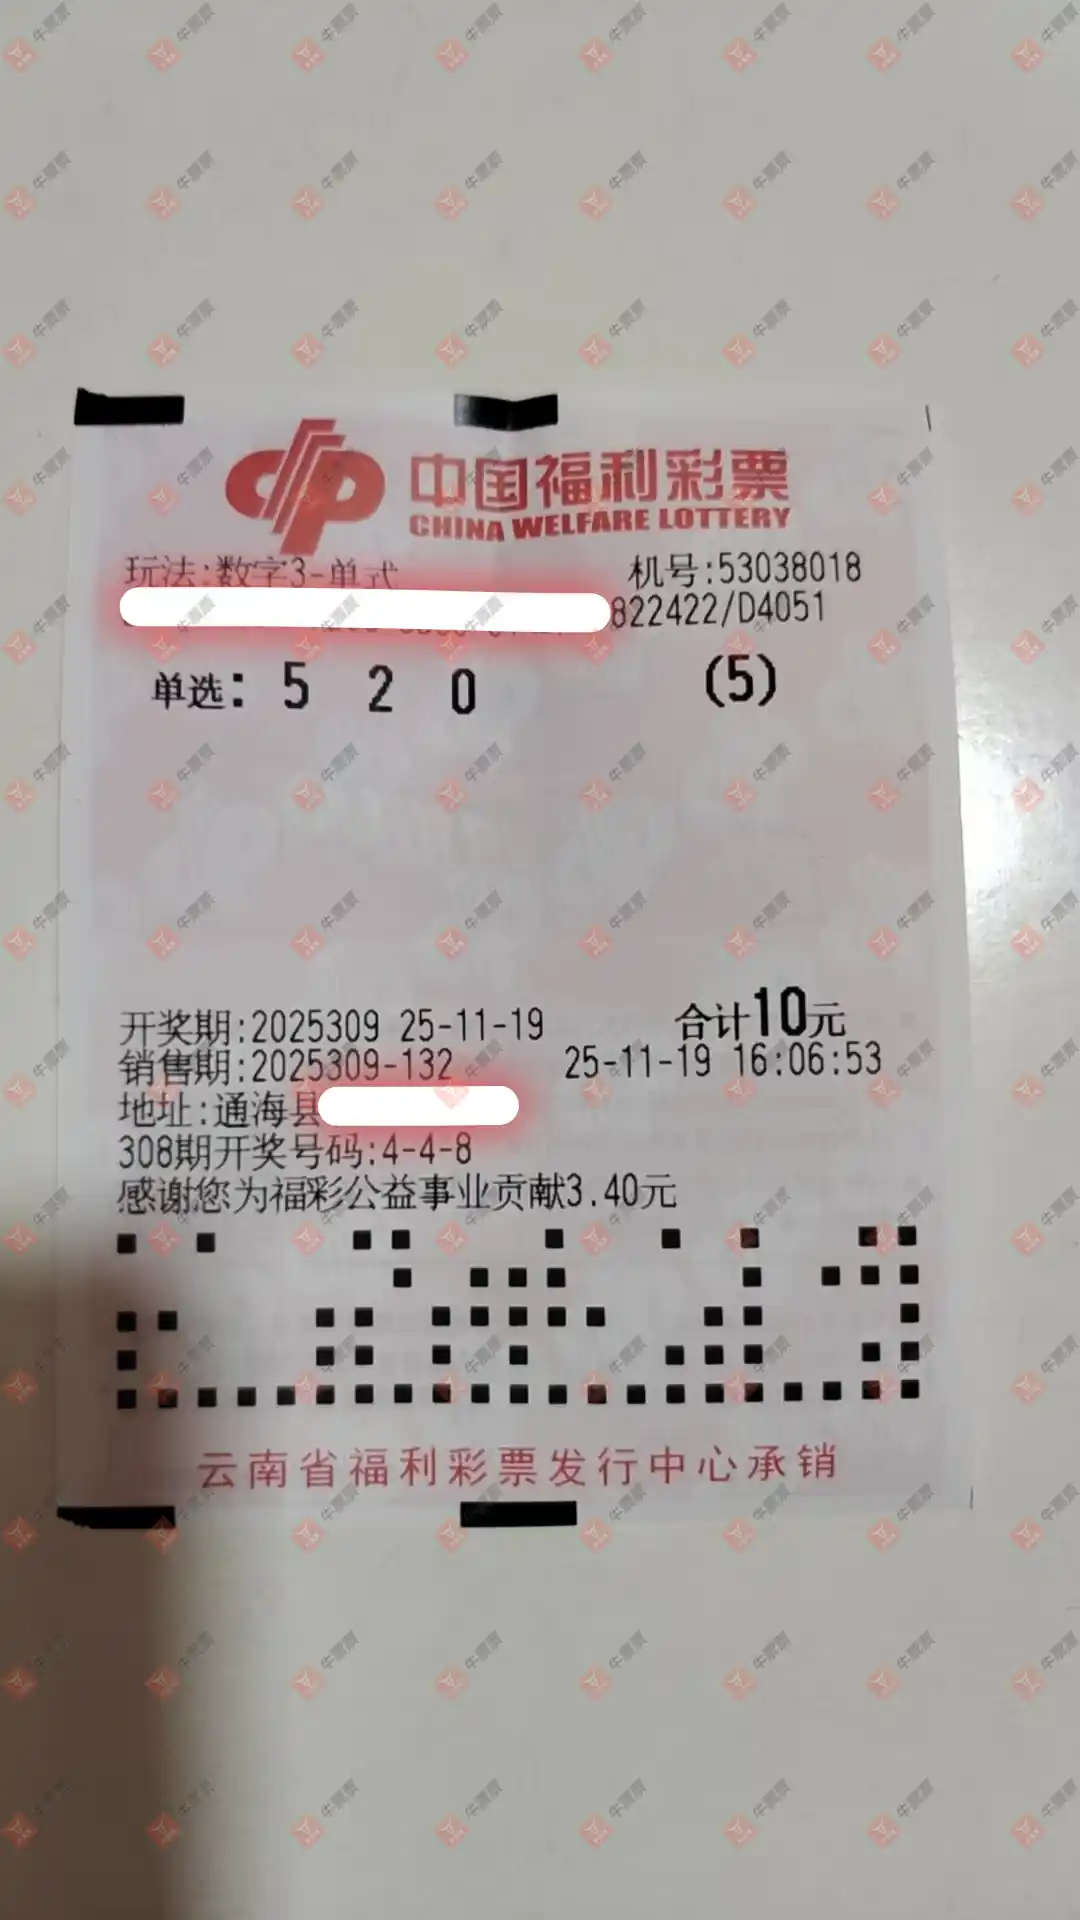 中国福利彩票
CHINA WELFARE LOTTERY
玩法:数字3-单式 机号:53038018
822422/D4051
单选: 5 2 0 (5)
开奖期:2025309 25-11-19 合计10元
销售期:2025309-132 25-11-19 16:06:53
地址:通海县
308期开奖号码:4-4-8
感谢您为福彩公益事业贡献3.40元
云南省福利彩票发行中心承销
牛票票